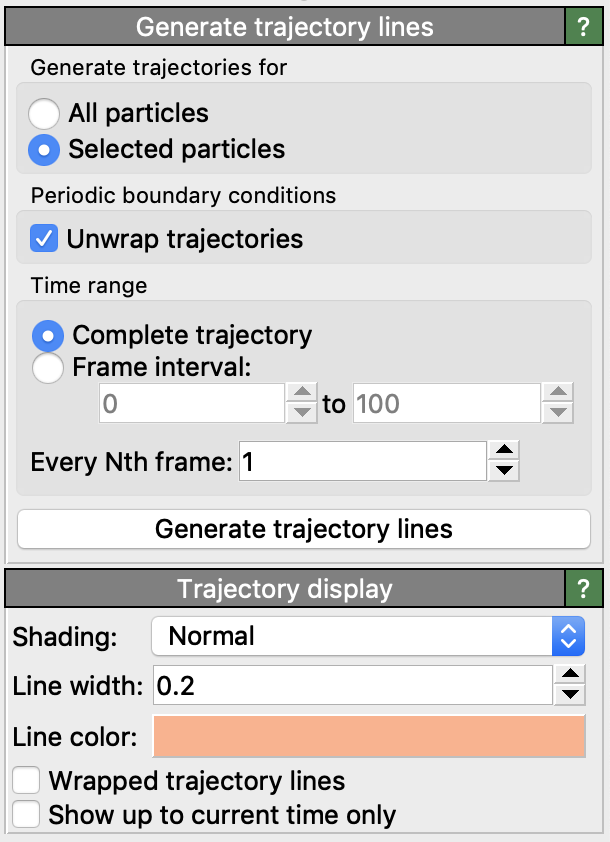 Generate trajectory lines ?
Generate trajectories for
All particles
Selected particles
Periodic boundary conditions
Unwrap trajectories
Time range
Complete trajectory
Frame interval:
0 to 100
Every Nth frame: 1
Generate trajectory lines
Trajectory display ?
Shading: Normal
Line width: 0.2
Line color:
Wrapped trajectory lines
Show up to current time only